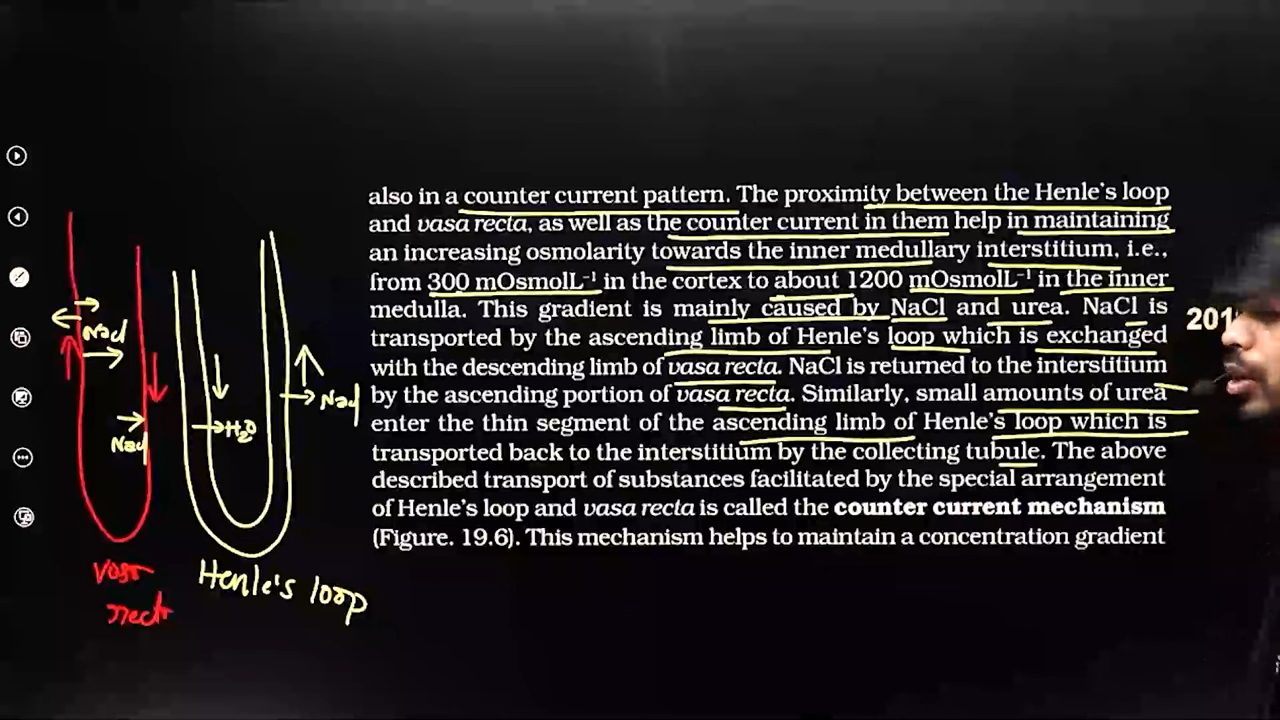 also in a counter current pattern. The proximity between the Henle's loop
and vasa recta, as well as the counter current in them help in maintaining
an increasing osmolarity towards the inner medullary interstitium, i.e.,
from 300 mOsmolL⁻¹ in the cortex to about 1200 mOsmolL⁻¹ in the inner
medulla. This gradient is mainly caused by NaCl and urea. NaCl is
transported by the ascending limb of Henle's loop which is exchanged
with the descending limb of vasa recta. NaCl is returned to the interstitium
by the ascending portion of vasa recta. Similarly, small amounts of urea
enter the thin segment of the ascending limb of Henle's loop which is
transported back to the interstitium by the collecting tubule. The above
described transport of substances facilitated by the special arrangement
of Henle's loop and vasa recta is called the counter current mechanism
(Figure. 19.6). This mechanism helps to maintain a concentration gradient
201
NaCl
NaCl
H₂O
NaCl
Henle's loop